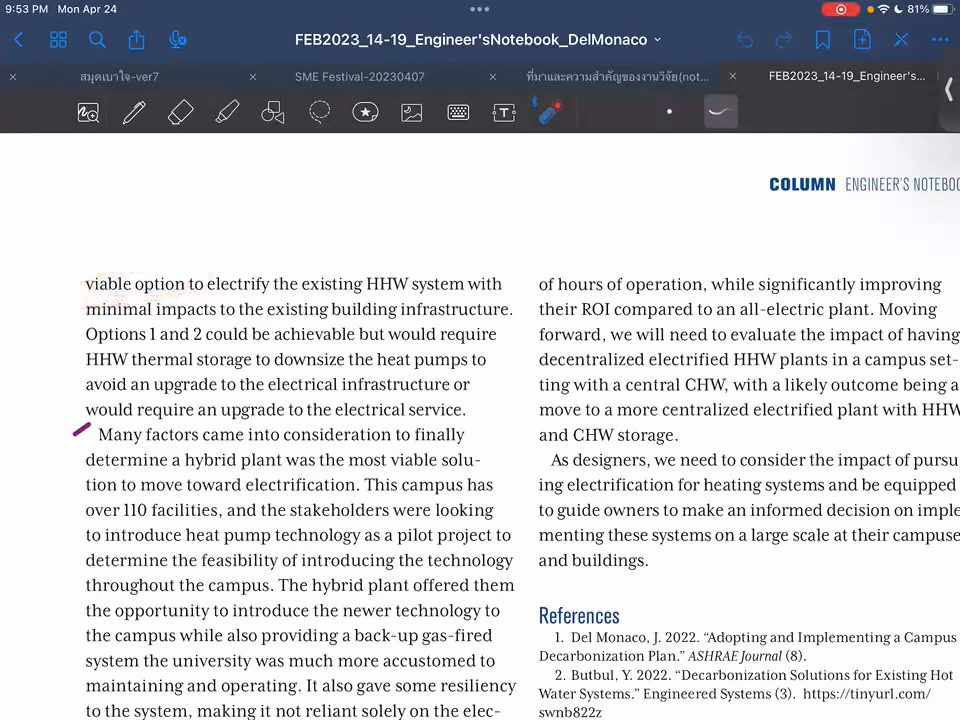 9:53 PM Mon Apr 24
81%
FEB2023_14-19_Engineer'sNotebook_DelMonaco
สมุดเบาใจ-ver7
SME Festival-20230407
ที่มาและความสำคัญของงานวิจัย(not...
FEB2023_14-19_Engineer's...
COLUMN ENGINEER'S NOTEBOO
viable option to electrify the existing HHW system with
minimal impacts to the existing building infrastructure.
Options 1 and 2 could be achievable but would require
HHW thermal storage to downsize the heat pumps to
avoid an upgrade to the electrical infrastructure or
would require an upgrade to the electrical service.
Many factors came into consideration to finally
determine a hybrid plant was the most viable solu-
tion to move toward electrification. This campus has
over 110 facilities, and the stakeholders were looking
to introduce heat pump technology as a pilot project to
determine the feasibility of introducing the technology
throughout the campus. The hybrid plant offered them
the opportunity to introduce the newer technology to
the campus while also providing a back-up gas-fired
system the university was much more accustomed to
maintaining and operating. It also gave some resiliency
to the system, making it not reliant solely on the elec-
of hours of operation, while significantly improving
their ROI compared to an all-electric plant. Moving
forward, we will need to evaluate the impact of having
decentralized electrified HHW plants in a campus set-
ting with a central CHW, with a likely outcome being a
move to a more centralized electrified plant with HHW
and CHW storage.
As designers, we need to consider the impact of pursu
ing electrification for heating systems and be equipped
to guide owners to make an informed decision on imple
menting these systems on a large scale at their campuse
and buildings.
References
1. Del Monaco, J. 2022. “Adopting and Implementing a Campus
Decarbonization Plan.” ASHRAE Journal (8).
2. Butbul, Y. 2022. “Decarbonization Solutions for Existing Hot
Water Systems.” Engineered Systems (3). https://tinyurl.com/
swnb822z